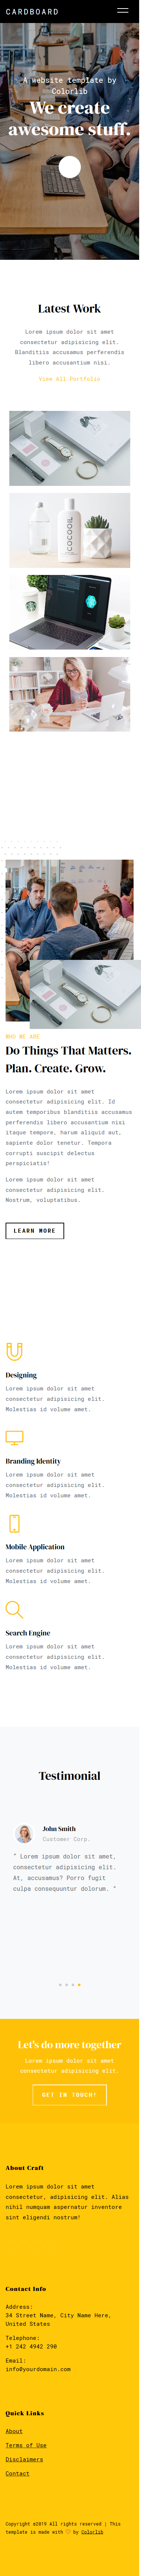 CARDBOARD
A website template by
Colorlib
We create
awesome stuff.
Latest Work
Lorem ipsum dolor sit amet
consectetur adipisicing elit.
Blanditiis accusamus perferendis
libero accusantium nisi.
View All Portfolio
COCOOIL
WHO WE ARE
Do Things That Matters.
Plan. Create. Grow.
Lorem ipsum dolor sit amet
consectetur adipisicing elit. Id
autem temporibus blanditiis accusamus
perferendis libero accusantium nisi
itaque tempore, harum aliquid aut,
sapiente dolor tenetur. Tempora
corrupti suscipit delectus
perspiciatis!
Lorem ipsum dolor sit amet
consectetur adipisicing elit.
Nostrum, voluptatibus.
LEARN MORE
Designing
Lorem ipsum dolor sit amet
consectetur adipisicing elit.
Molestias id volume amet.
Branding Identity
Lorem ipsum dolor sit amet
consectetur adipisicing elit.
Molestias id volume amet.
Mobile Application
Lorem ipsum dolor sit amet
consectetur adipisicing elit.
Molestias id volume amet.
Search Engine
Lorem ipsum dolor sit amet
consectetur adipisicing elit.
Molestias id volume amet.
Testimonial
John Smith
Customer Corp.
“ Lorem ipsum dolor sit amet,
consectetur adipisicing elit.
At, accusamus? Porro fugit
culpa consequuntur dolorum. ”
Let's do more together
Lorem ipsum dolor sit amet
consectetur adipisicing elit.
GET IN TOUCH!
About Craft
Lorem ipsum dolor sit amet
consectetur, adipisicing elit. Alias
nihil numquam aspernatur inventore
sint eligendi nostrum!
Contact Info
Address:
34 Street Name, City Name Here,
United States
Telephone:
+1 242 4942 290
Email:
info@yourdomain.com
Quick Links
About
Terms of Use
Disclaimers
Contact
Copyright ©2019 All rights reserved | This
template is made with ♡ by Colorlib